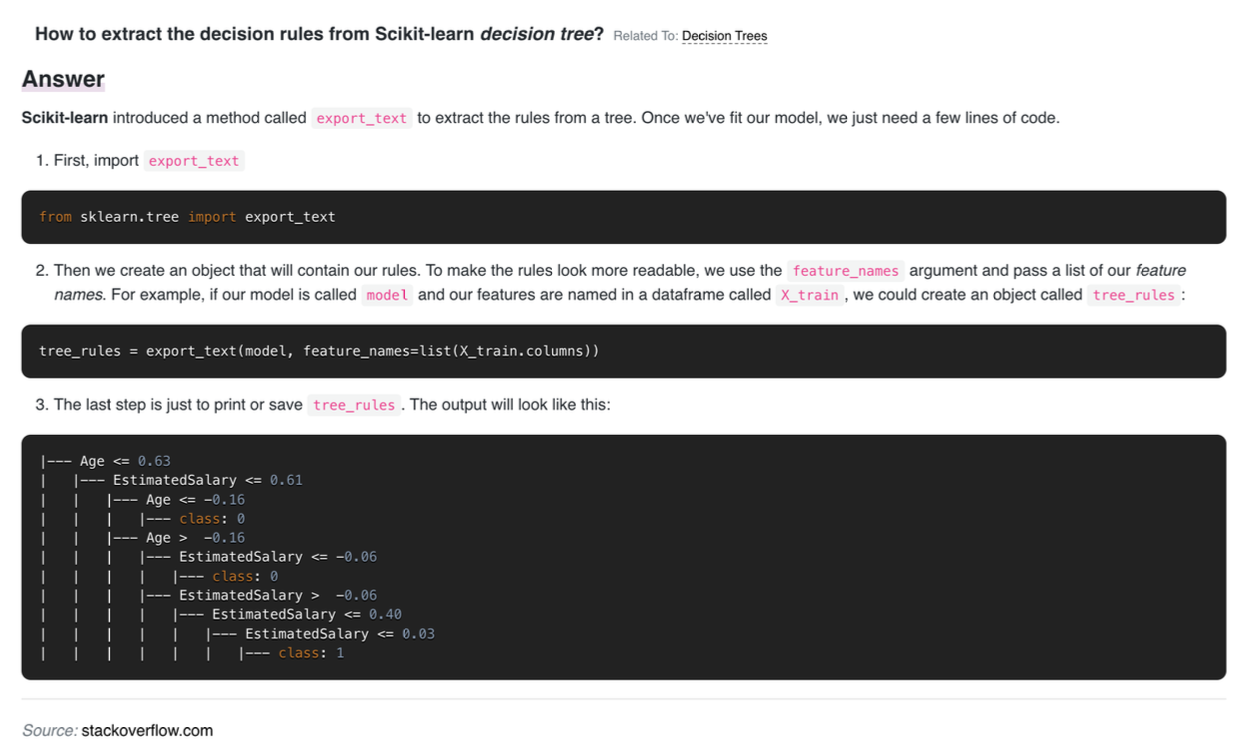 How to extract the decision rules from Scikit-learn decision tree? Related To: Decision Trees
Answer
Scikit-learn introduced a method called export_text to extract the rules from a tree. Once we've fit our model, we just need a few lines of code.
1. First, import export_text
from sklearn.tree import export_text
2. Then we create an object that will contain our rules. To make the rules look more readable, we use the feature_names argument and pass a list of our feature
names. For example, if our model is called model and our features are named in a dataframe called X_train , we could create an object called tree_rules :
tree_rules = export_text(model, feature_names=list(X_train.columns))
3. The last step is just to print or save tree_rules . The output will look like this:
|--- Age <= 0.63
|   |--- EstimatedSalary <= 0.61
|   |   |--- Age <= -0.16
|   |   |   |--- class: 0
|   |   |--- Age >  -0.16
|   |   |   |--- EstimatedSalary <= -0.06
|   |   |   |   |--- class: 0
|   |   |   |--- EstimatedSalary >  -0.06
|   |   |   |   |--- EstimatedSalary <= 0.40
|   |   |   |   |   |--- EstimatedSalary <= 0.03
|   |   |   |   |   |   |--- class: 1
Source: stackoverflow.com